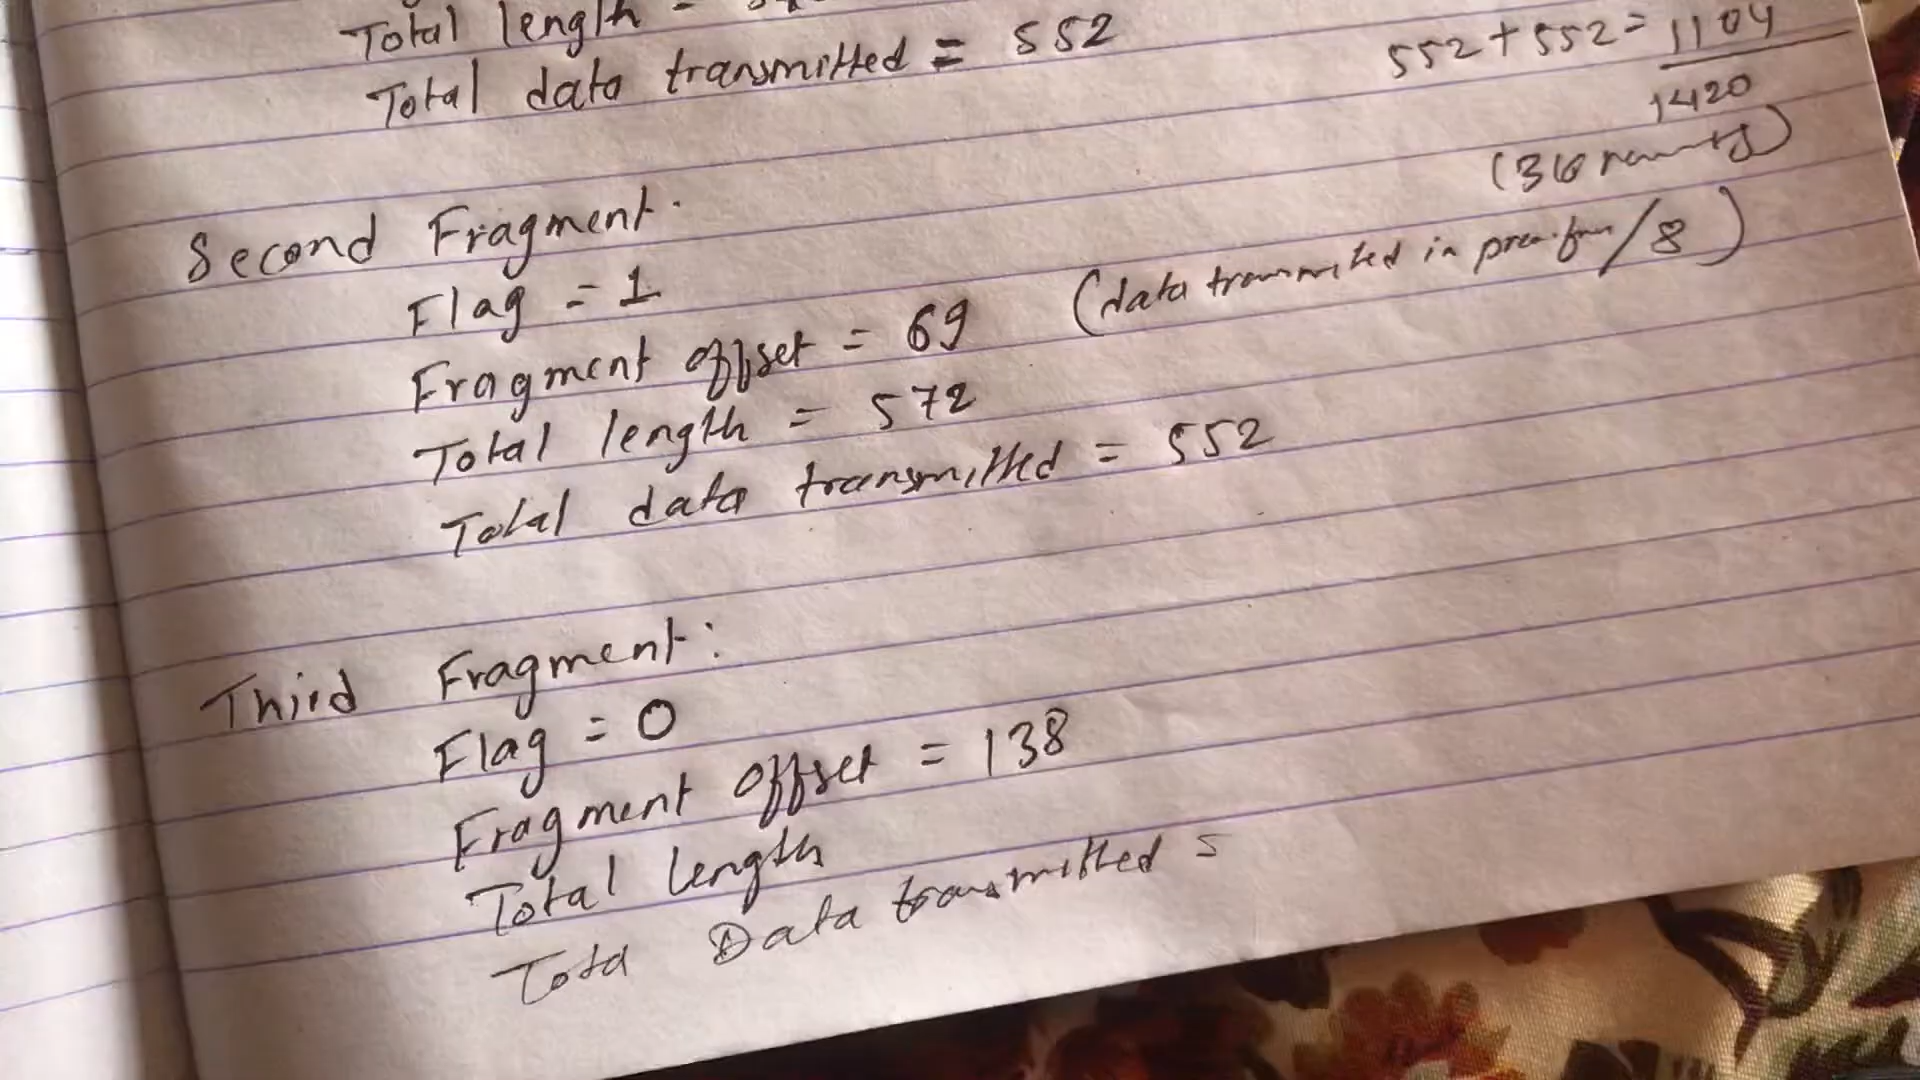 Total length =
Total data transmitted = 552
552 + 552 = 1104
1420
(316
Second Fragment.
Flag = 1
Fragment offset = 69 (data transmitted in /8)
Total length = 572
Total data transmitted = 552
Third Fragment:
Flag = 0
Fragment offset = 138
Total length
Total Data transmitted =